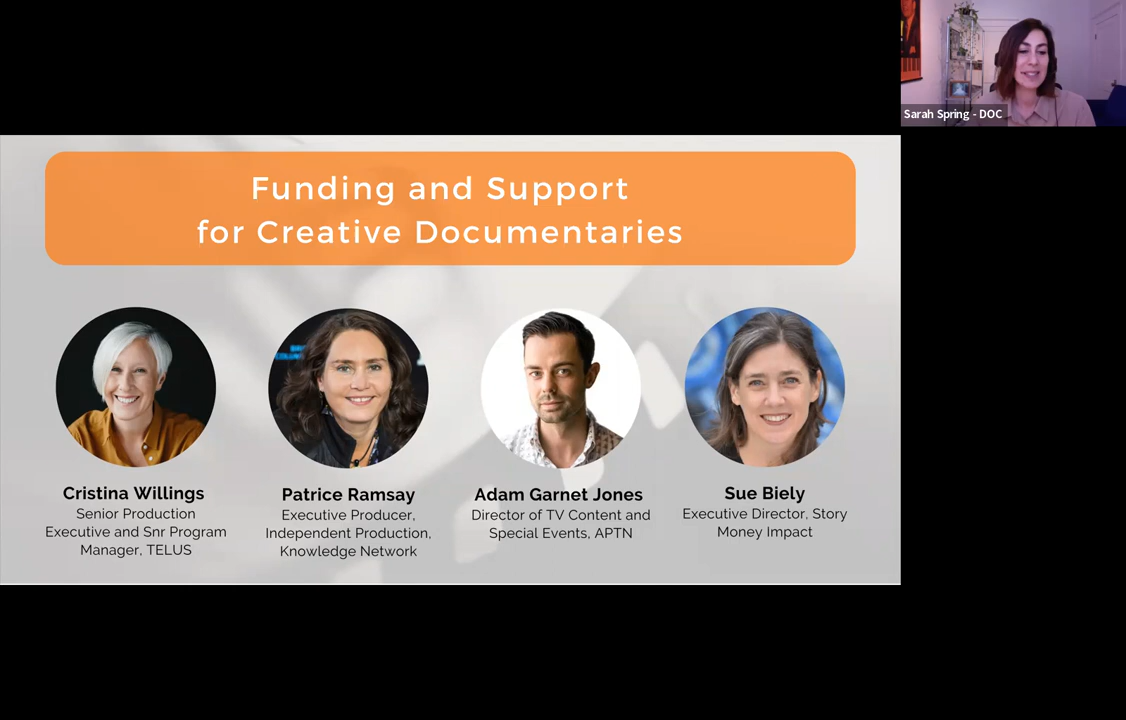 Sarah Spring - DOC
Funding and Support
for Creative Documentaries
Cristina Willings
Senior Production
Executive and Snr Program
Manager, TELUS
Patrice Ramsay
Executive Producer,
Independent Production,
Knowledge Network
Adam Garnet Jones
Director of TV Content and
Special Events, APTN
Sue Biely
Executive Director, Story
Money Impact